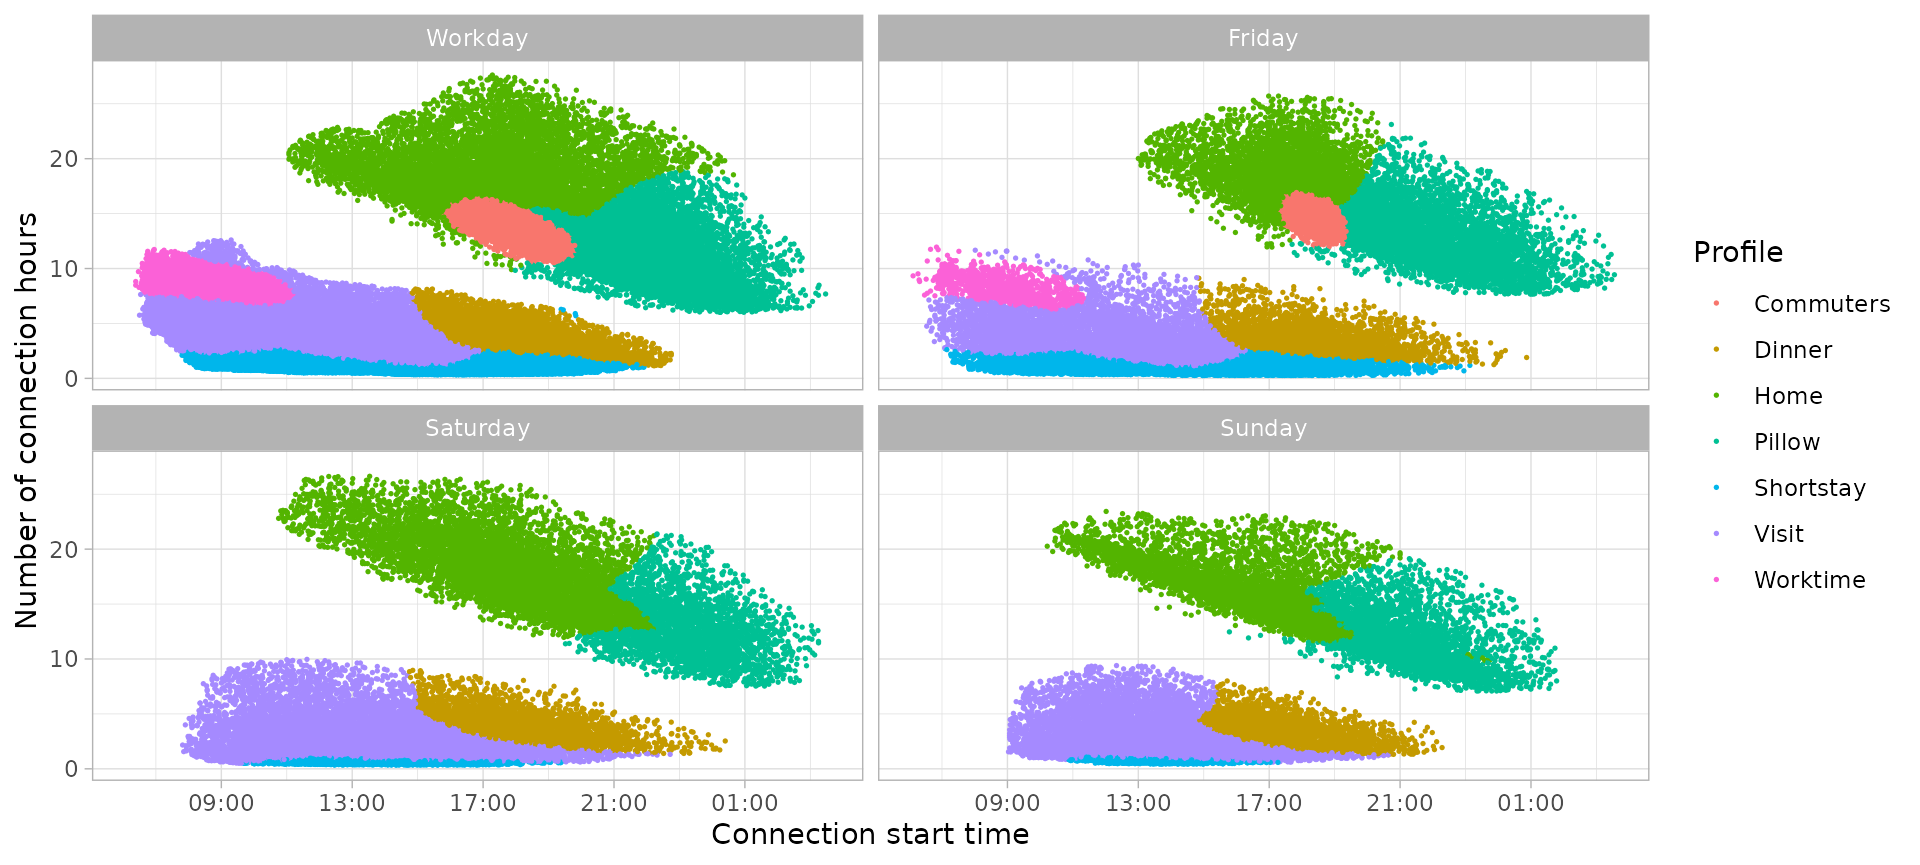 Workday
Friday
20
10
0
Saturday
Sunday
20
10
0
09:00 13:00 17:00 21:00 01:00
09:00 13:00 17:00 21:00 01:00
Connection start time
Number of connection hours
Profile
Commuters
Dinner
Home
Pillow
Shortstay
Visit
Worktime